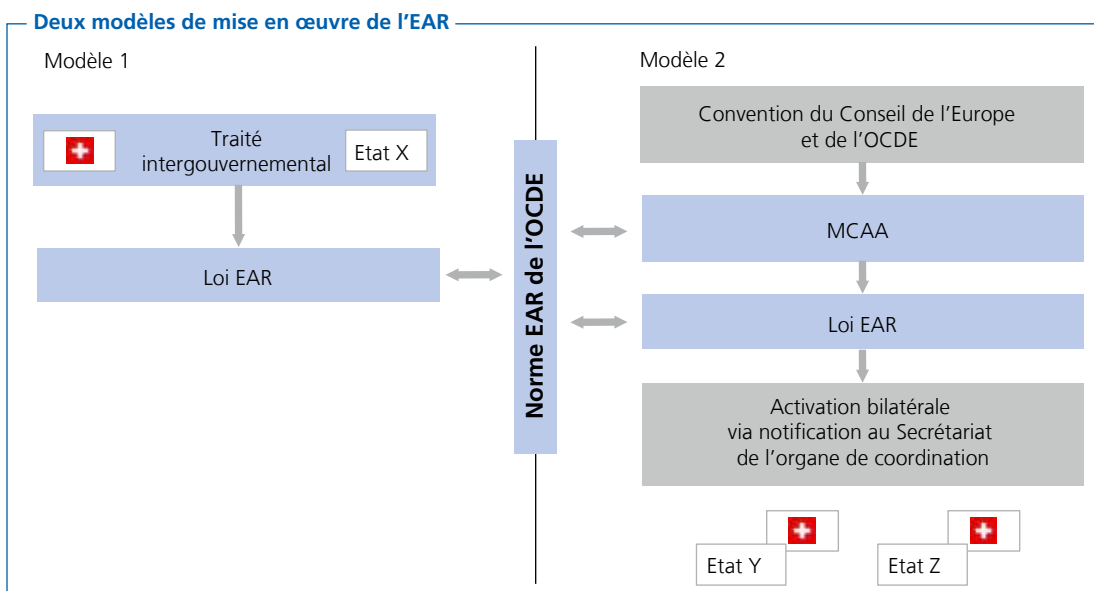 Deux modèles de mise en œuvre de l’EAR
Modèle 1
Traité
intergouvernemental
Etat X
Loi EAR
Norme EAR de l’OCDE
Modèle 2
Convention du Conseil de l’Europe
et de l’OCDE
MCAA
Loi EAR
Activation bilatérale
via notification au Secrétariat
de l’organe de coordination
Etat Y
Etat Z